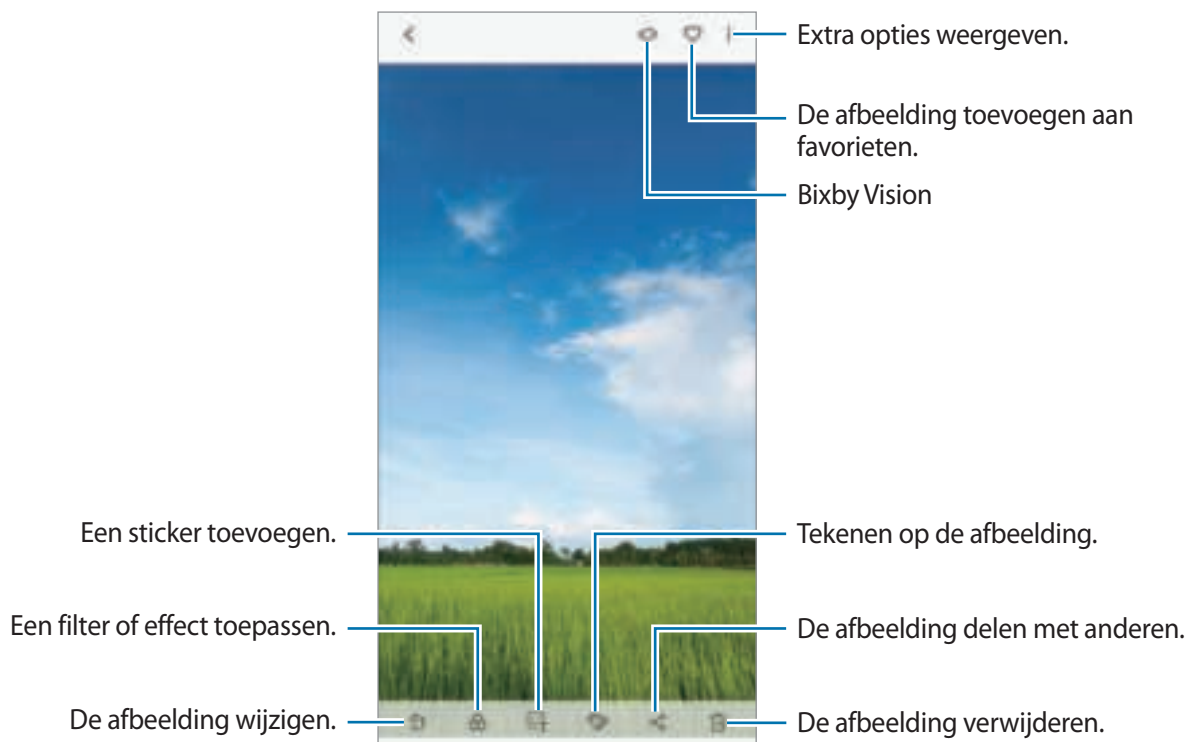 Extra opties weergeven.
De afbeelding toevoegen aan
favorieten.
Bixby Vision
Een sticker toevoegen.
Tekenen op de afbeelding.
Een filter of effect toepassen.
De afbeelding delen met anderen.
De afbeelding wijzigen.
De afbeelding verwijderen.